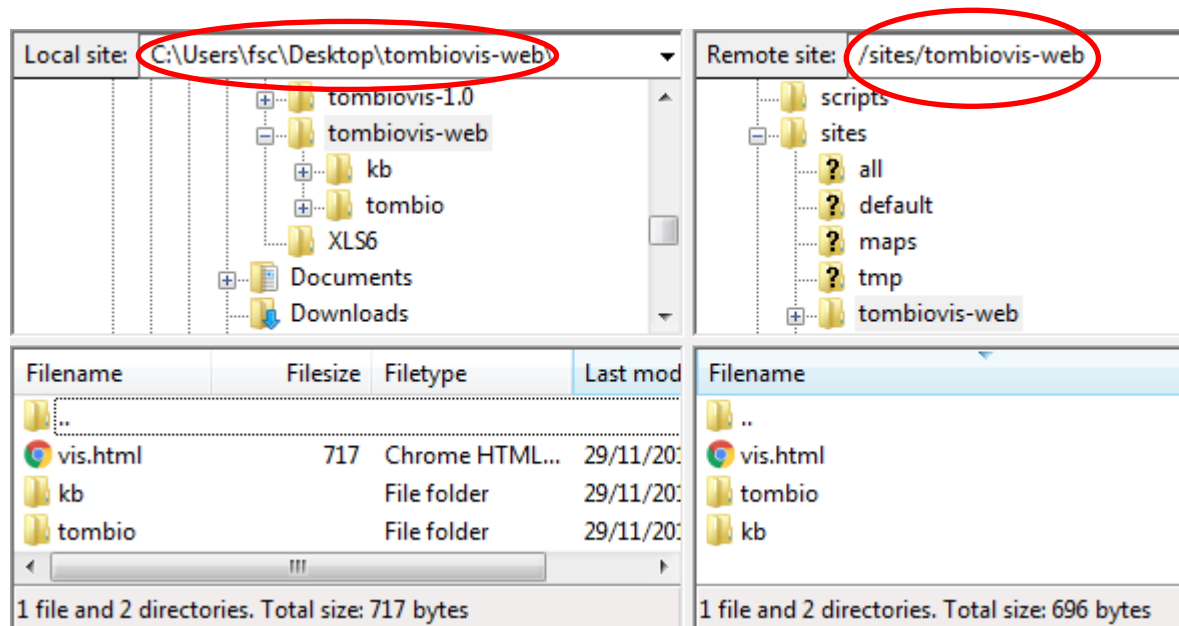 Local site: C:\Users\fsc\Desktop\tombiovis-web\
tombiovis-1.0
tombiovis-web
kb
tombio
XLS6
Documents
Downloads
Filename Filesize Filetype Last mod
..
vis.html 717 Chrome HTML... 29/11/201
kb File folder 29/11/201
tombio File folder 29/11/201
1 file and 2 directories. Total size: 717 bytes
Remote site: /sites/tombiovis-web
scripts
sites
? all
? default
? maps
? tmp
tombiovis-web
Filename
..
vis.html
tombio
kb
1 file and 2 directories. Total size: 696 bytes